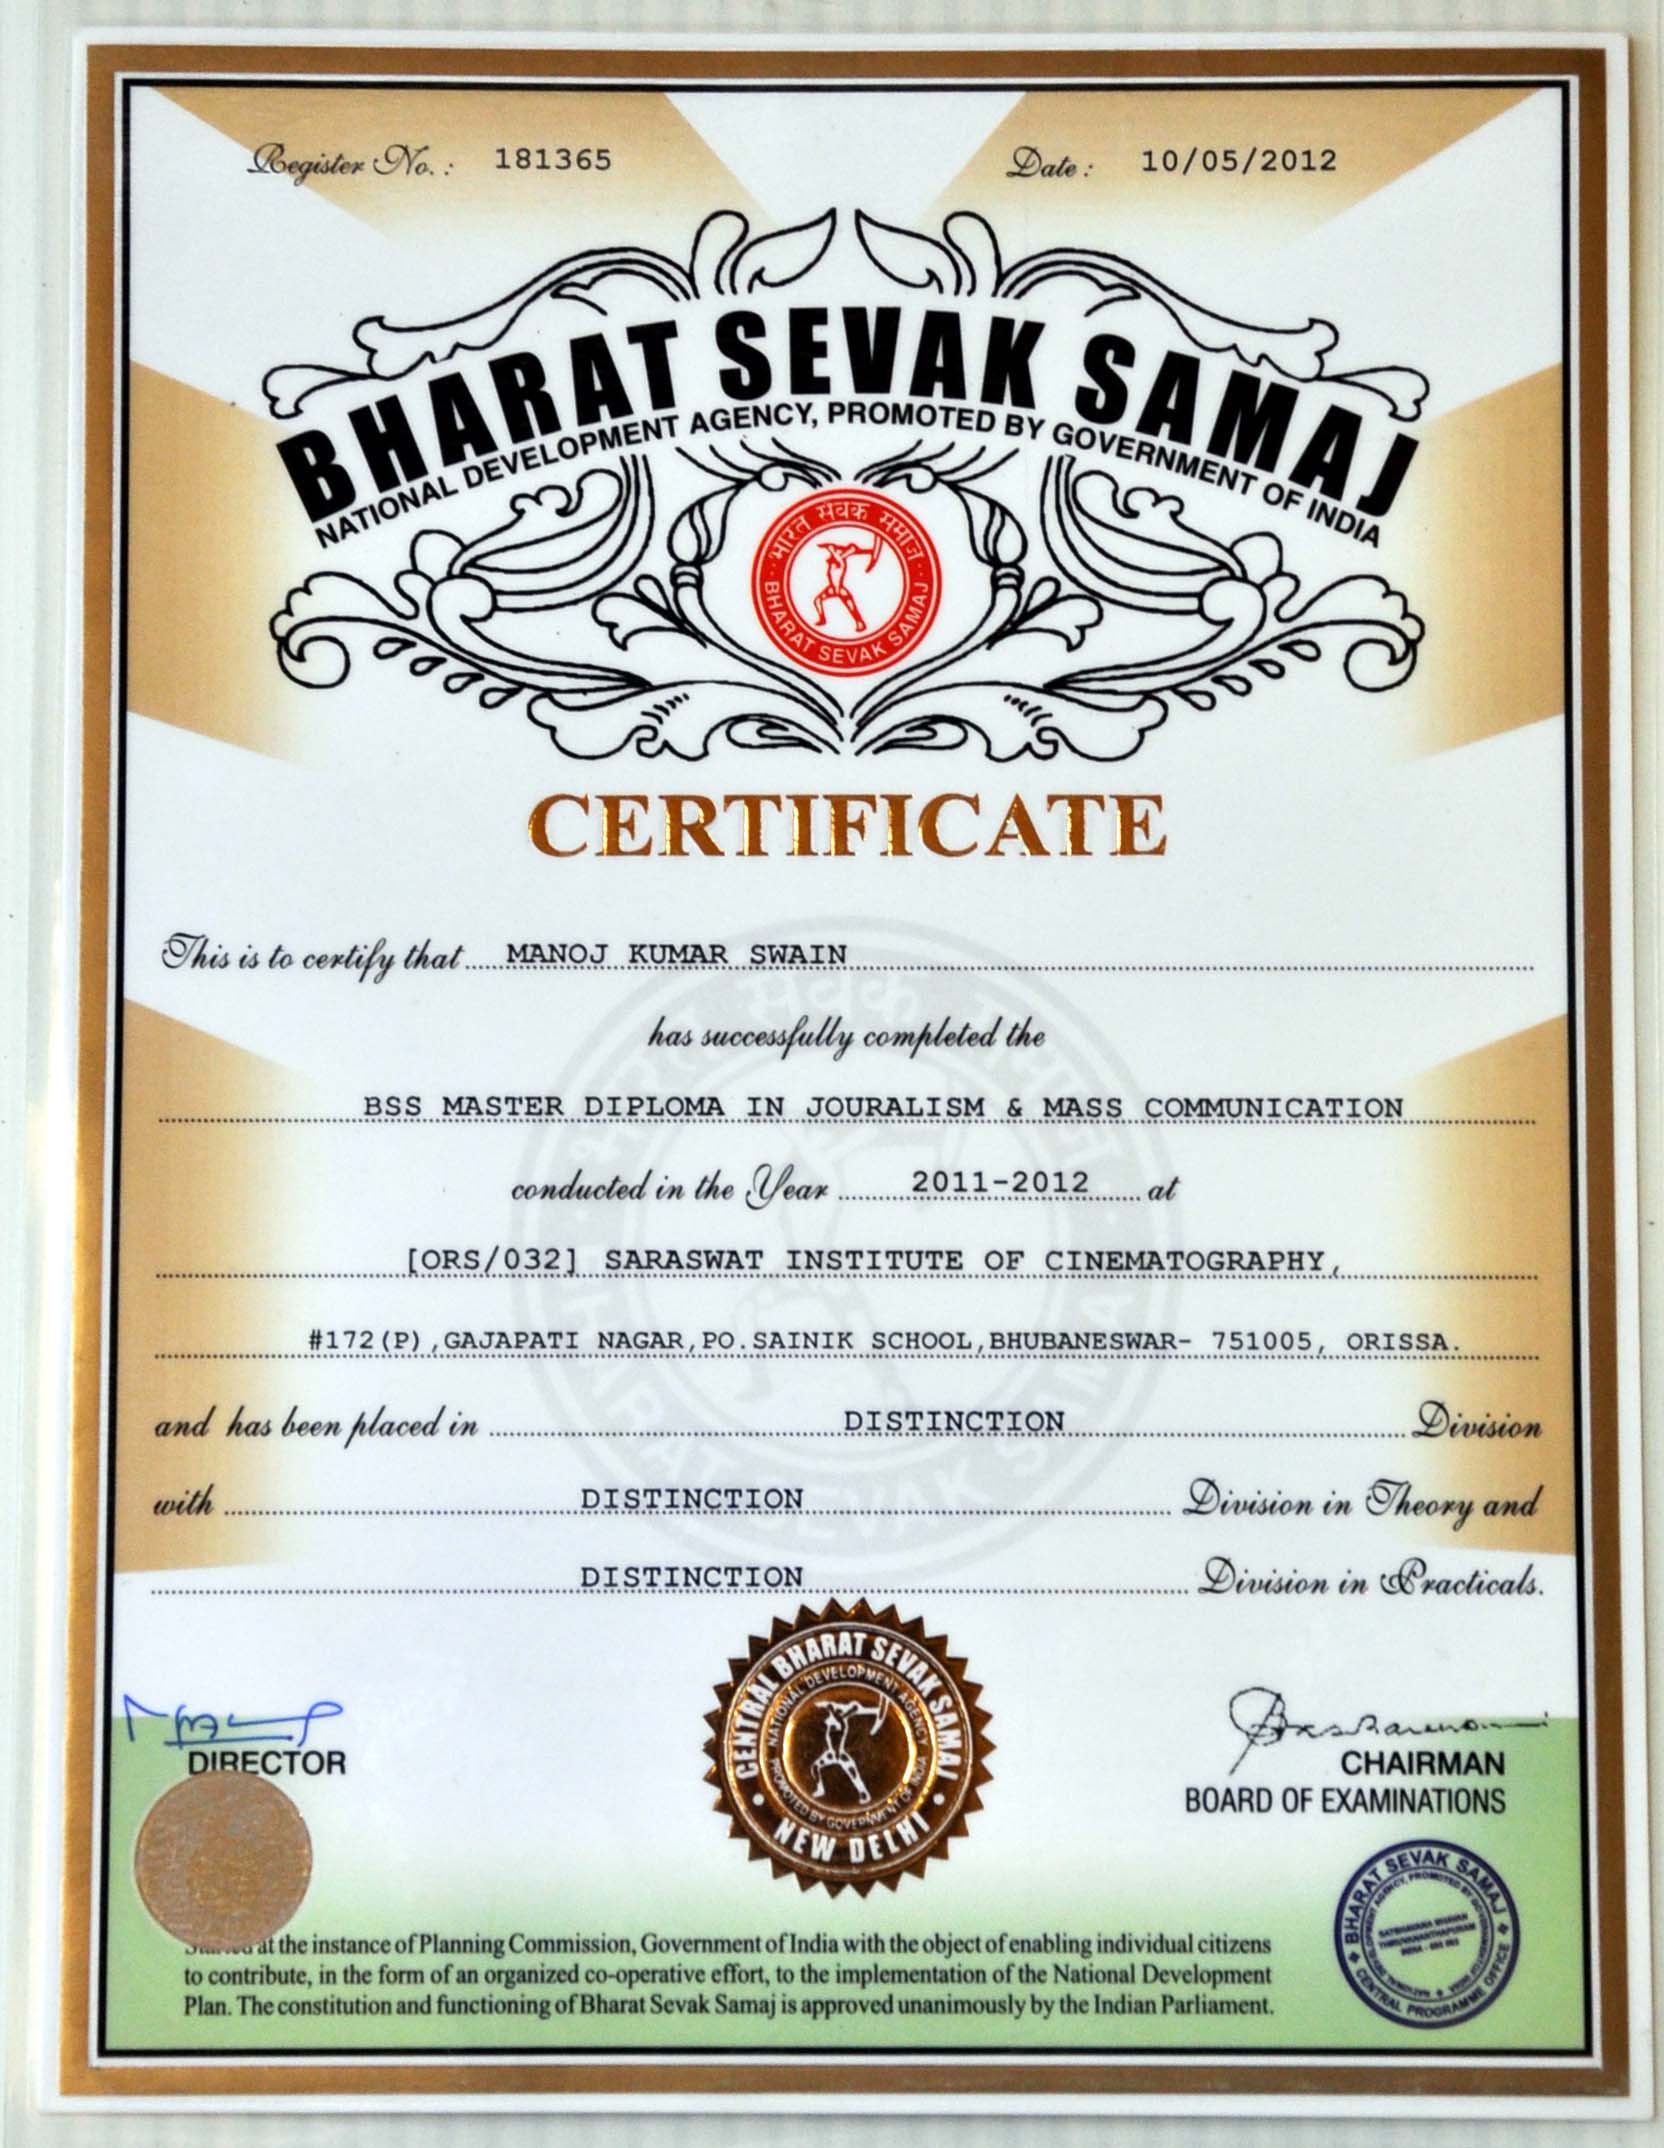 Register No. : 181365 Date : 10/05/2012
BHARAT SEVAK SAMAJ
NATIONAL DEVELOPMENT AGENCY, PROMOTED BY GOVERNMENT OF INDIA
भारत सेवक समाज
BHARAT SEVAK SAMAJ
CERTIFICATE
This is to certify that MANOJ KUMAR SWAIN
has successfully completed the
BSS MASTER DIPLOMA IN JOURALISM & MASS COMMUNICATION
conducted in the Year 2011-2012 at
[ORS/032] SARASWAT INSTITUTE OF CINEMATOGRAPHY,
#172(P),GAJAPATI NAGAR,PO.SAINIK SCHOOL,BHUBANESWAR- 751005, ORISSA.
and has been placed in DISTINCTION Division
with DISTINCTION Division in Theory and
DISTINCTION Division in Practicals.
CENTRAL BHARAT SEVAK SAMAJ
NATIONAL DEVELOPMENT AGENCY
PROMOTED BY GOVERNMENT OF INDIA
NEW DELHI
DIRECTOR
CHAIRMAN
BOARD OF EXAMINATIONS
BHARAT SEVAK SAMAJ
CENTRAL PROGRAMME OFFICE
at the instance of Planning Commission, Government of India with the object of enabling individual citizens
to contribute, in the form of an organized co-operative effort, to the implementation of the National Development
Plan. The constitution and functioning of Bharat Sevak Samaj is approved unanimously by the Indian Parliament.